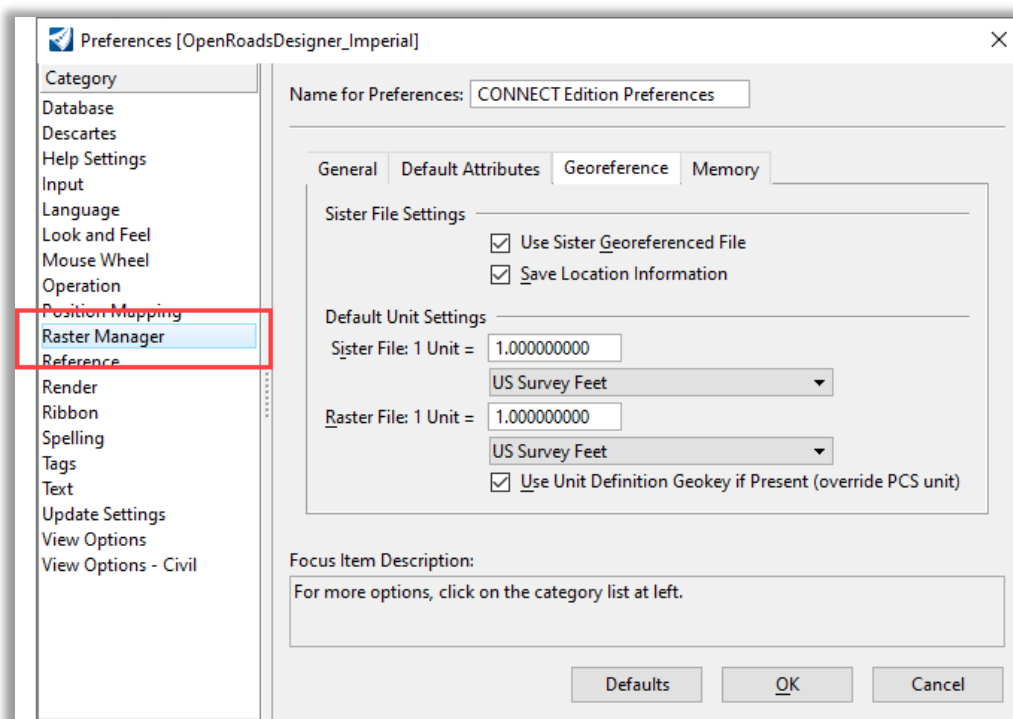 Preferences [OpenRoadsDesigner_Imperial]
Category
Database
Descartes
Help Settings
Input
Language
Look and Feel
Mouse Wheel
Operation
Position Mapping
Raster Manager
Reference
Render
Ribbon
Spelling
Tags
Text
Update Settings
View Options
View Options - Civil
Name for Preferences: CONNECT Edition Preferences
General Default Attributes Georeference Memory
Sister File Settings
Use Sister Georeferenced File
Save Location Information
Default Unit Settings
Sister File: 1 Unit = 1.000000000
US Survey Feet
Raster File: 1 Unit = 1.000000000
US Survey Feet
Use Unit Definition Geokey if Present (override PCS unit)
Focus Item Description:
For more options, click on the category list at left.
Defaults OK Cancel